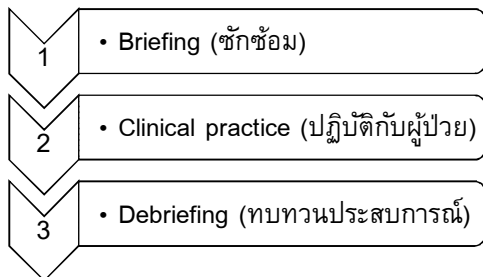 1
• Briefing (ซักซ้อม)
2
• Clinical practice (ปฏิบัติกับผู้ป่วย)
3
• Debriefing (ทบทวนประสบการณ์)